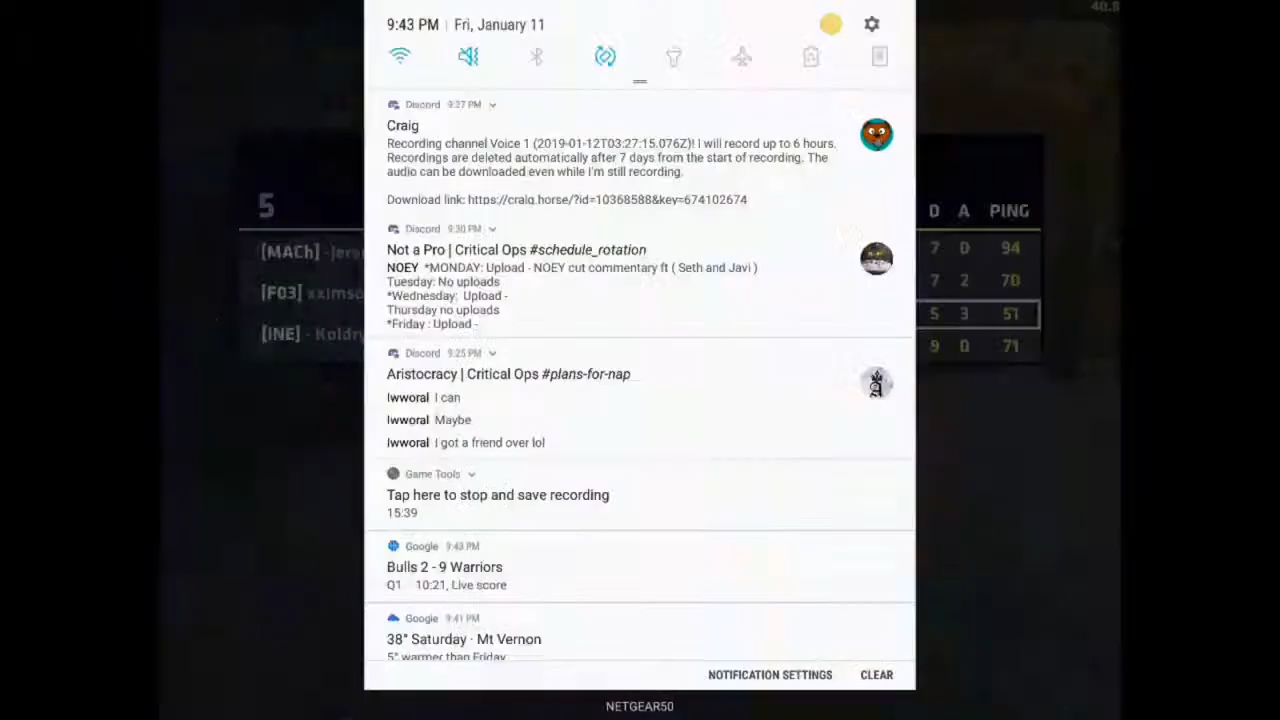 40.8
9:43 PM | Fri, January 11
Discord 9:27 PM
Craig
Recording channel Voice 1 (2019-01-12T03:27:15.076Z)! I will record up to 6 hours.
Recordings are deleted automatically after 7 days from the start of recording. The
audio can be downloaded even while I'm still recording.
Download link: https://craig.horse/?id=10368588&key=674102674
Discord 9:30 PM
Not a Pro | Critical Ops #schedule_rotation
NOEY *MONDAY: Upload - NOEY cut commentary ft ( Seth and Javi )
Tuesday: No uploads
*Wednesday: Upload -
Thursday no uploads
*Friday : Upload -
Discord 9:25 PM
Aristocracy | Critical Ops #plans-for-nap
Iwworal I can
Iwworal Maybe
Iwworal I got a friend over lol
Game Tools
Tap here to stop and save recording
15:39
Google 9:43 PM
Bulls 2 - 9 Warriors
Q1 10:21, Live score
Google 9:41 PM
38° Saturday · Mt Vernon
5° warmer than Friday
NOTIFICATION SETTINGS CLEAR
NETGEAR50
5
D A PING
[MACh] 7 0 94
[F03] 7 2 70
[INE] 5 3 51
9 0 71